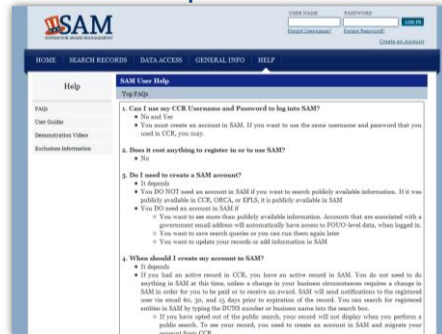 USER NAME PASSWORD
SAM
SYSTEM FOR AWARD MANAGEMENT
LOG IN
Forgot Username? Forgot Password?
Create an Account
HOME SEARCH RECORDS DATA ACCESS GENERAL INFO HELP
Help
FAQs
User Guides
Demonstration Videos
Exclusions Information
SAM User Help
Top FAQs
1. Can I use my CCR Username and Password to log into SAM?
No and Yes
You must create an account in SAM. If you want to use the same username and password that you
used in CCR, you may.
2. Does it cost anything to register in or to use SAM?
No
3. Do I need to create a SAM account?
It depends
You DO NOT need an account in SAM if you want to search publicly available information. If it was
publicly available in CCR, ORCA, or EPLS, it is publicly available in SAM
You DO need an account in SAM if
You want to see more than publicly available information. Accounts that are associated with a
government email address will automatically have access to FOUO-level data, when logged in.
You want to save search queries so you can run them again later
You want to update your records or add information in SAM
4. When should I create my account in SAM?
It depends
If you had an active record in CCR, you have an active record in SAM. You do not need to do
anything in SAM at this time, unless a change in your business circumstances requires a change in
SAM in order for you to be paid or to receive an award. SAM will send notifications to the registered
user via email 60, 30, and 15 days prior to expiration of the record. You can search for registered
entities in SAM by typing the DUNS number or business name into the search box.
If you have opted out of the public search, your record will not display when you perform a
public search. To see your record, you need to create an account in SAM and migrate your
account from CCR.